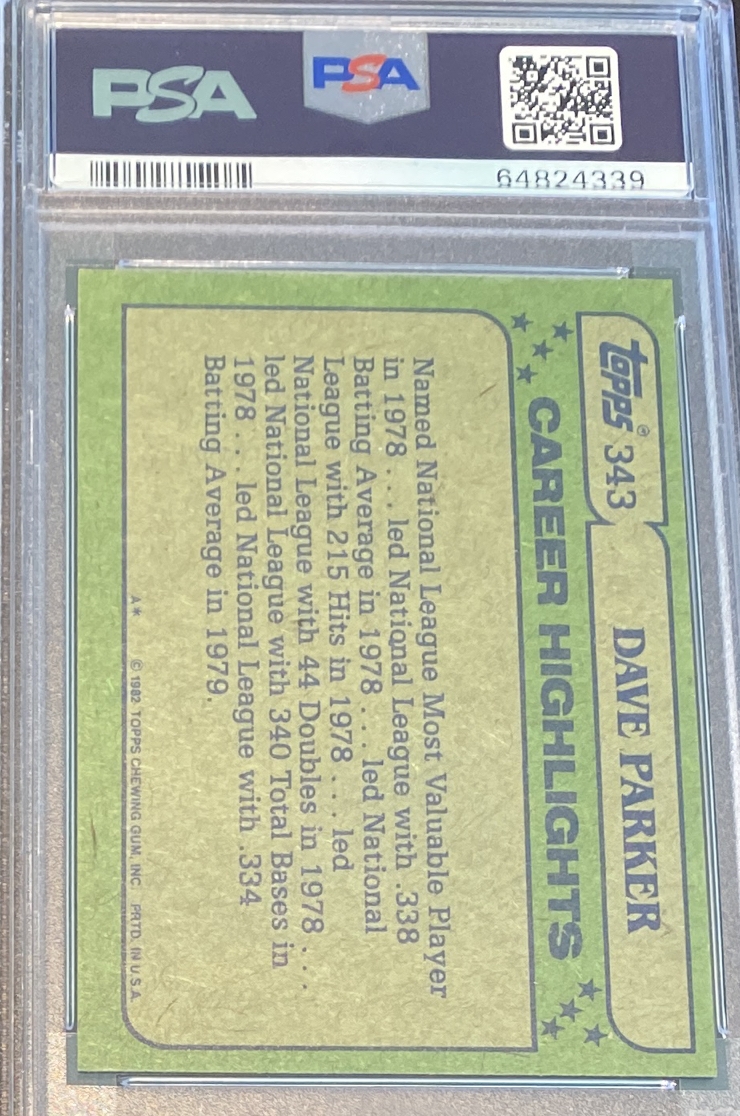 PSA
PSA
64824339
TOPPS® 343
DAVE PARKER
CAREER HIGHLIGHTS
Named National League Most Valuable Player
in 1978 . . . led National League with .338
Batting Average in 1978 . . . led National
League with 215 Hits in 1978 . . . led
National League with 44 Doubles in 1978 . . .
led National League with 340 Total Bases in
1978 . . . led National League with .334
Batting Average in 1979.
A* © 1982 TOPPS CHEWING GUM, INC. PRTD. IN U.S.A.